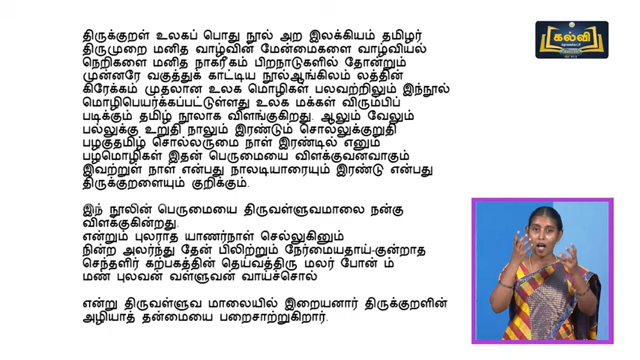 திருக்குறள் உலகப் பொது நூல் அற இலக்கியம் தமிழர்
திருமுறை மனித வாழ்வின் மேன்மைகளை வாழ்வியல்
நெறிகளை மனித நாகரீகம் பிறநாடுகளில் தோன்றும்
முன்னரே வகுத்துக் காட்டிய நூல்ஆங்கிலம் லத்தின்
கிரேக்கம் முதலான உலக மொழிகள் பலவற்றிலும் இந்நூல்
மொழிபெயர்க்கப்பட்டுள்ளது உலக மக்கள் விரும்பிப்
படிக்கும் தமிழ் நூலாக விளங்குகிறது. ஆலும் வேலும்
பல்லுக்கு உறுதி நாலும் இரண்டும் சொல்லுக்குறுதி
பழகுதமிழ் சொல்லருமை நாள் இரண்டில் எனும்
பழமொழிகள் இதன் பெருமையை விளக்குவனவாகும்
இவற்றுள் நாள் என்பது நாலடியாரையும் இரண்டு என்பது
திருக்குறளையும் குறிக்கும்.
இந் நூலின் பெருமையை திருவள்ளுவமாலை நன்கு
விளக்குகின்றது.
என்றும் புலராத யாணர்நாள் செல்லுகினும்
நின்ற அலர்ந்து தேன் பிலிற்றும் நேர்மையதாய்-குன்றாத
செந்தளிர் கற்பகத்தின் தெய்வத்திரு மலர் போன் ம்
மண் புலவன் வள்ளுவன் வாய்ச்சொல்
என்று திருவள்ளுவ மாலையில் இறையனார் திருக்குறளின்
அழியாத் தன்மையை பறைசாற்றுகிறார்.
கல்வி